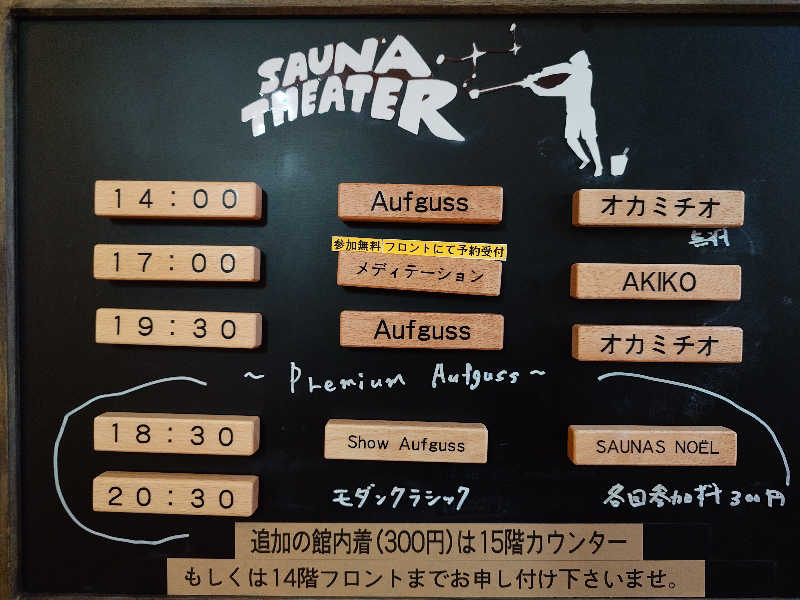 SAUNA
THEATER
14：00 Aufguss オカミチオ
無料
参加無料 フロントにて予約受付
17：00 メディテーション AKIKO
19：30 Aufguss オカミチオ
～ Premium Aufguss ～
18：30 Show Aufguss SAUNAS NOËL
20：30 モダンクラシック 各回参加料300円
追加の館内着(300円)は15階カウンター
もしくは14階フロントまでお申し付け下さいませ。